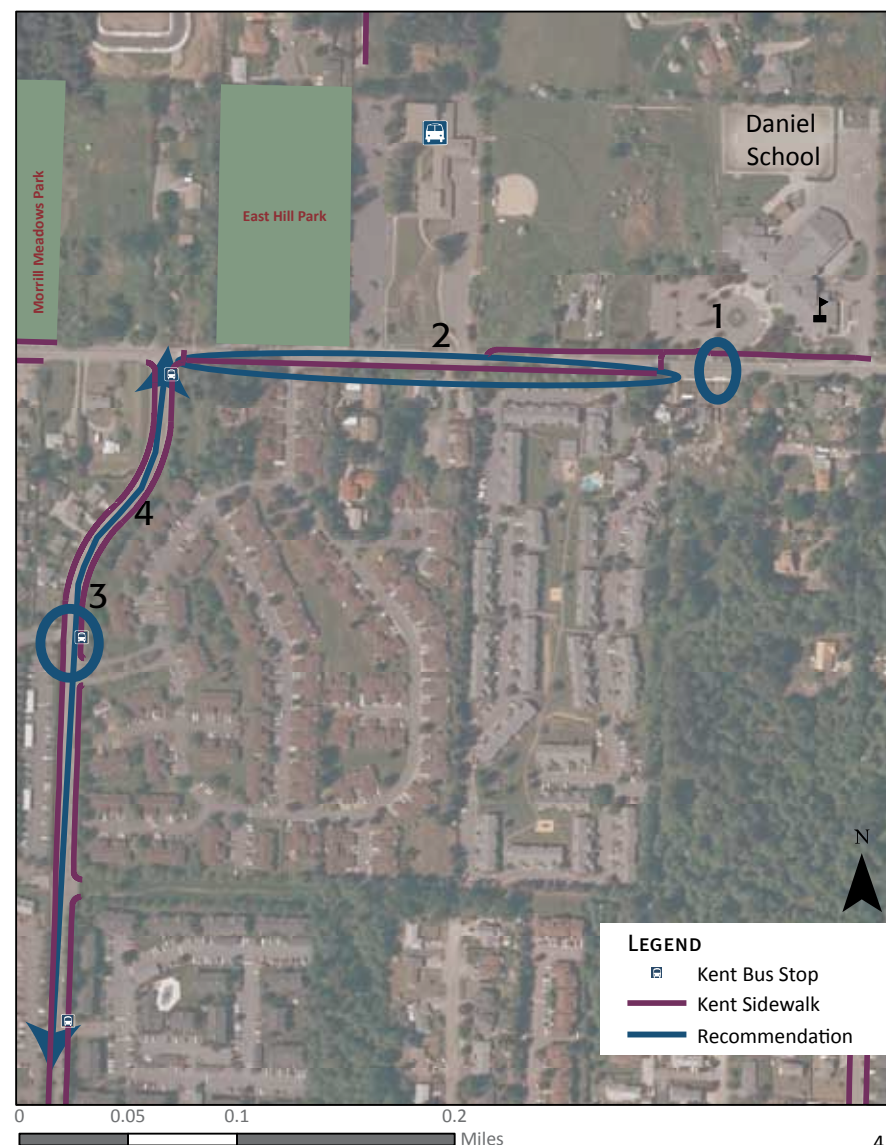 Daniel
School
Morrill Meadows Park
East Hill Park
1
2
4
3
N
LEGEND
Kent Bus Stop
Kent Sidewalk
Recommendation
0 0.05 0.1 0.2
Miles